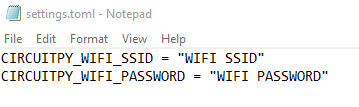 settings.toml - Notepad
File Edit Format View Help
CIRCUITPY_WIFI_SSID = "WIFI SSID"
CIRCUITPY_WIFI_PASSWORD = "WIFI PASSWORD"